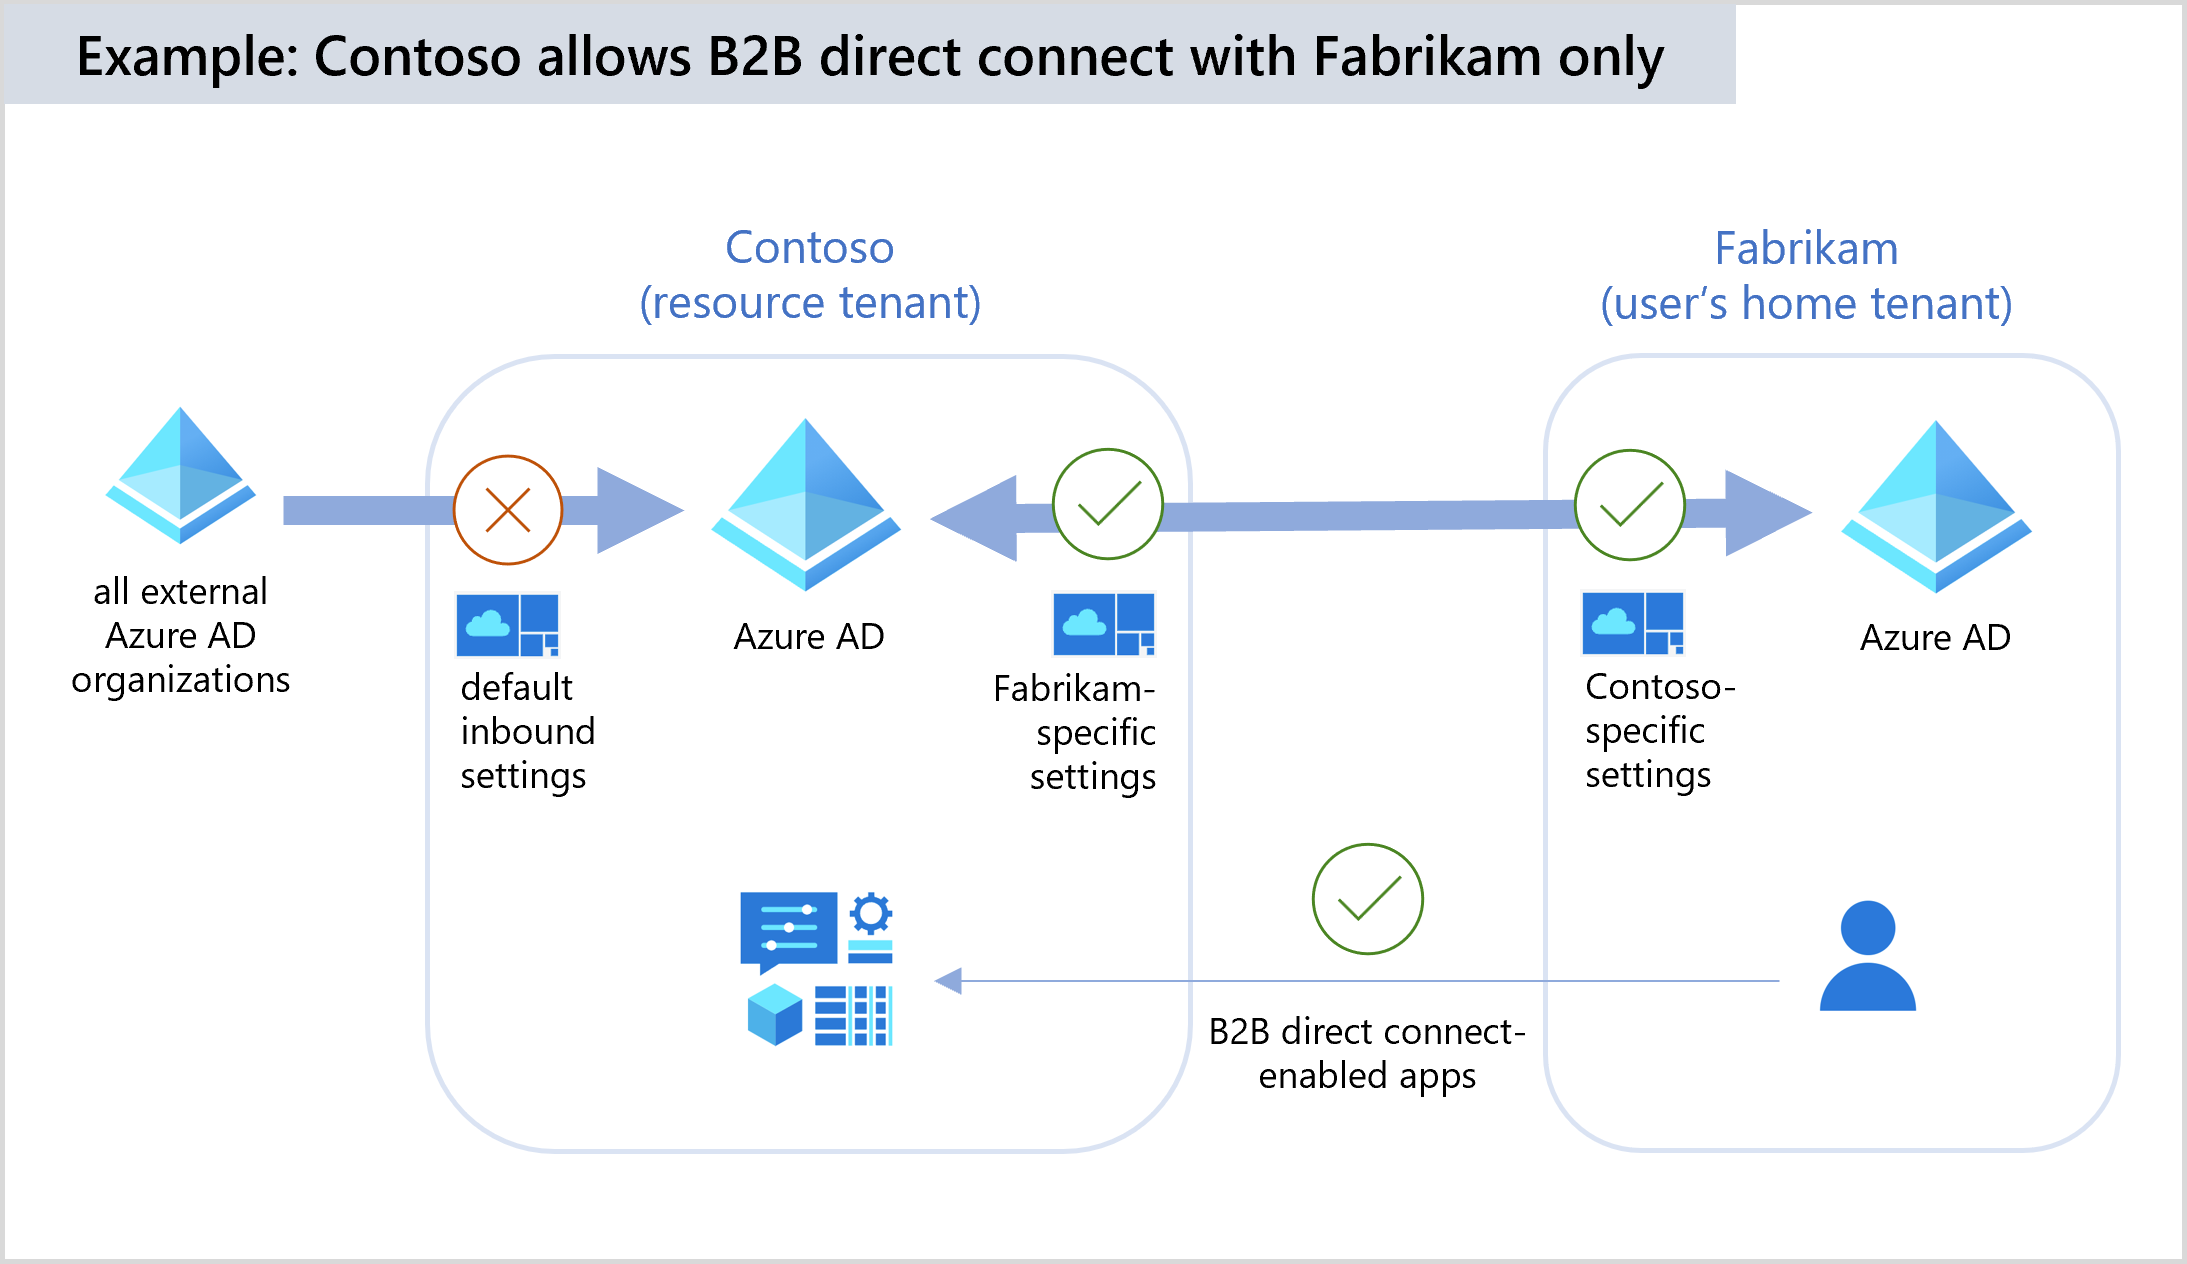 Example: Contoso allows B2B direct connect with Fabrikam only
Contoso
(resource tenant)
Fabrikam
(user’s home tenant)
all external
Azure AD
organizations
default
inbound
settings
Azure AD
Fabrikam-
specific
settings
Contoso-
specific
settings
Azure AD
B2B direct connect-
enabled apps